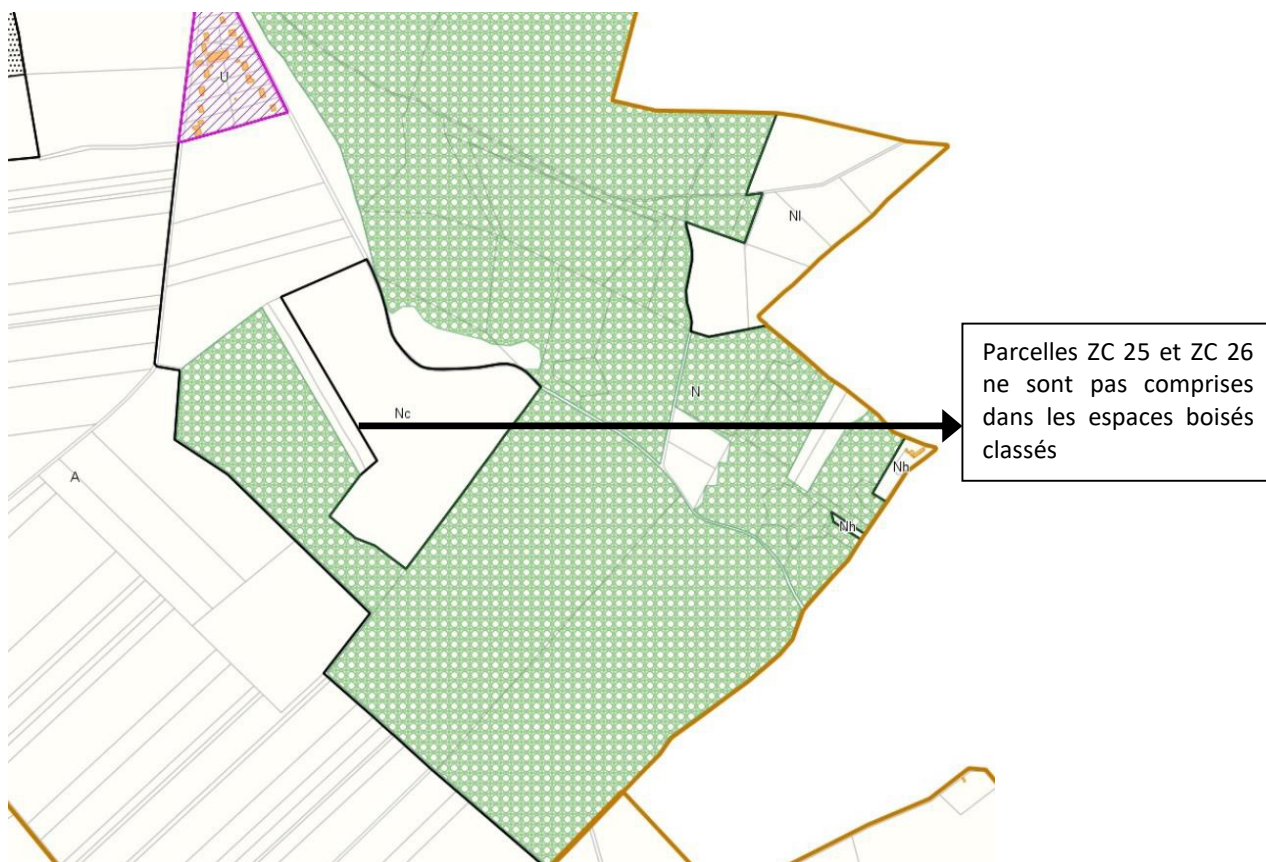 U
Nl
N
Nc
Parcelles ZC 25 et ZC 26
ne sont pas comprises
dans les espaces boisés
classés
A
Nh
Nh